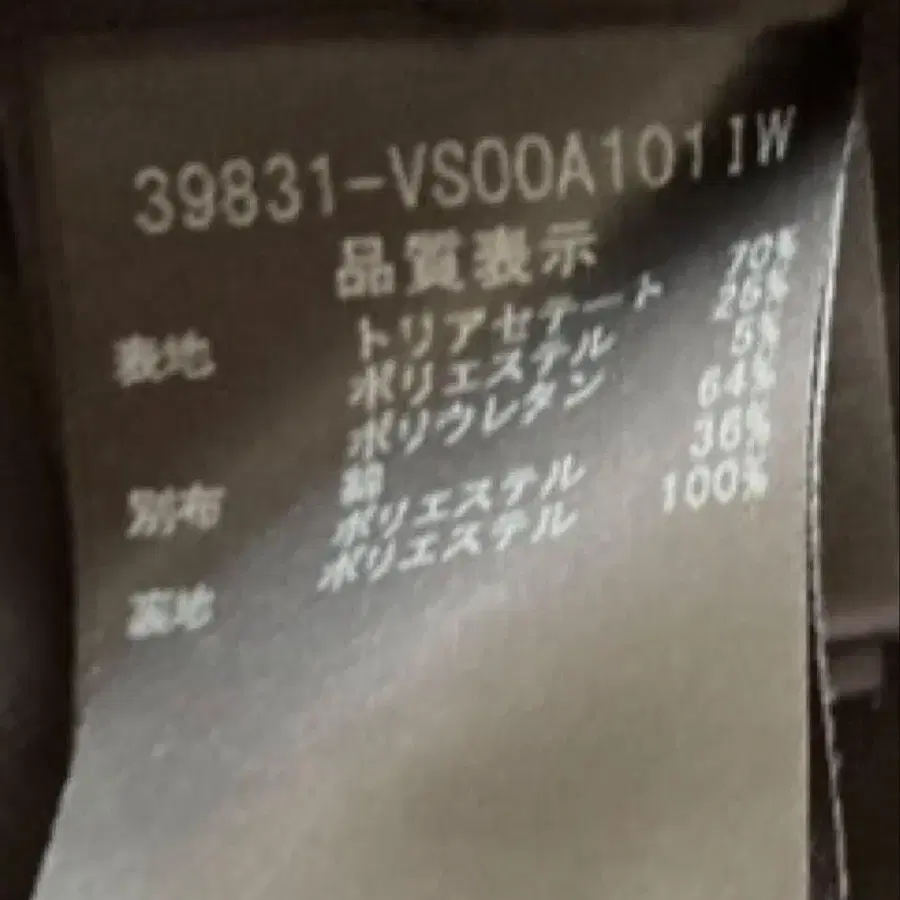 39831-VS00A101IW
品質表示
表地 トリアセテート 70%
ポリエステル 25%
ポリウレタン 5%
別布 綿 64%
ポリエステル 36%
裏地 ポリエステル 100%